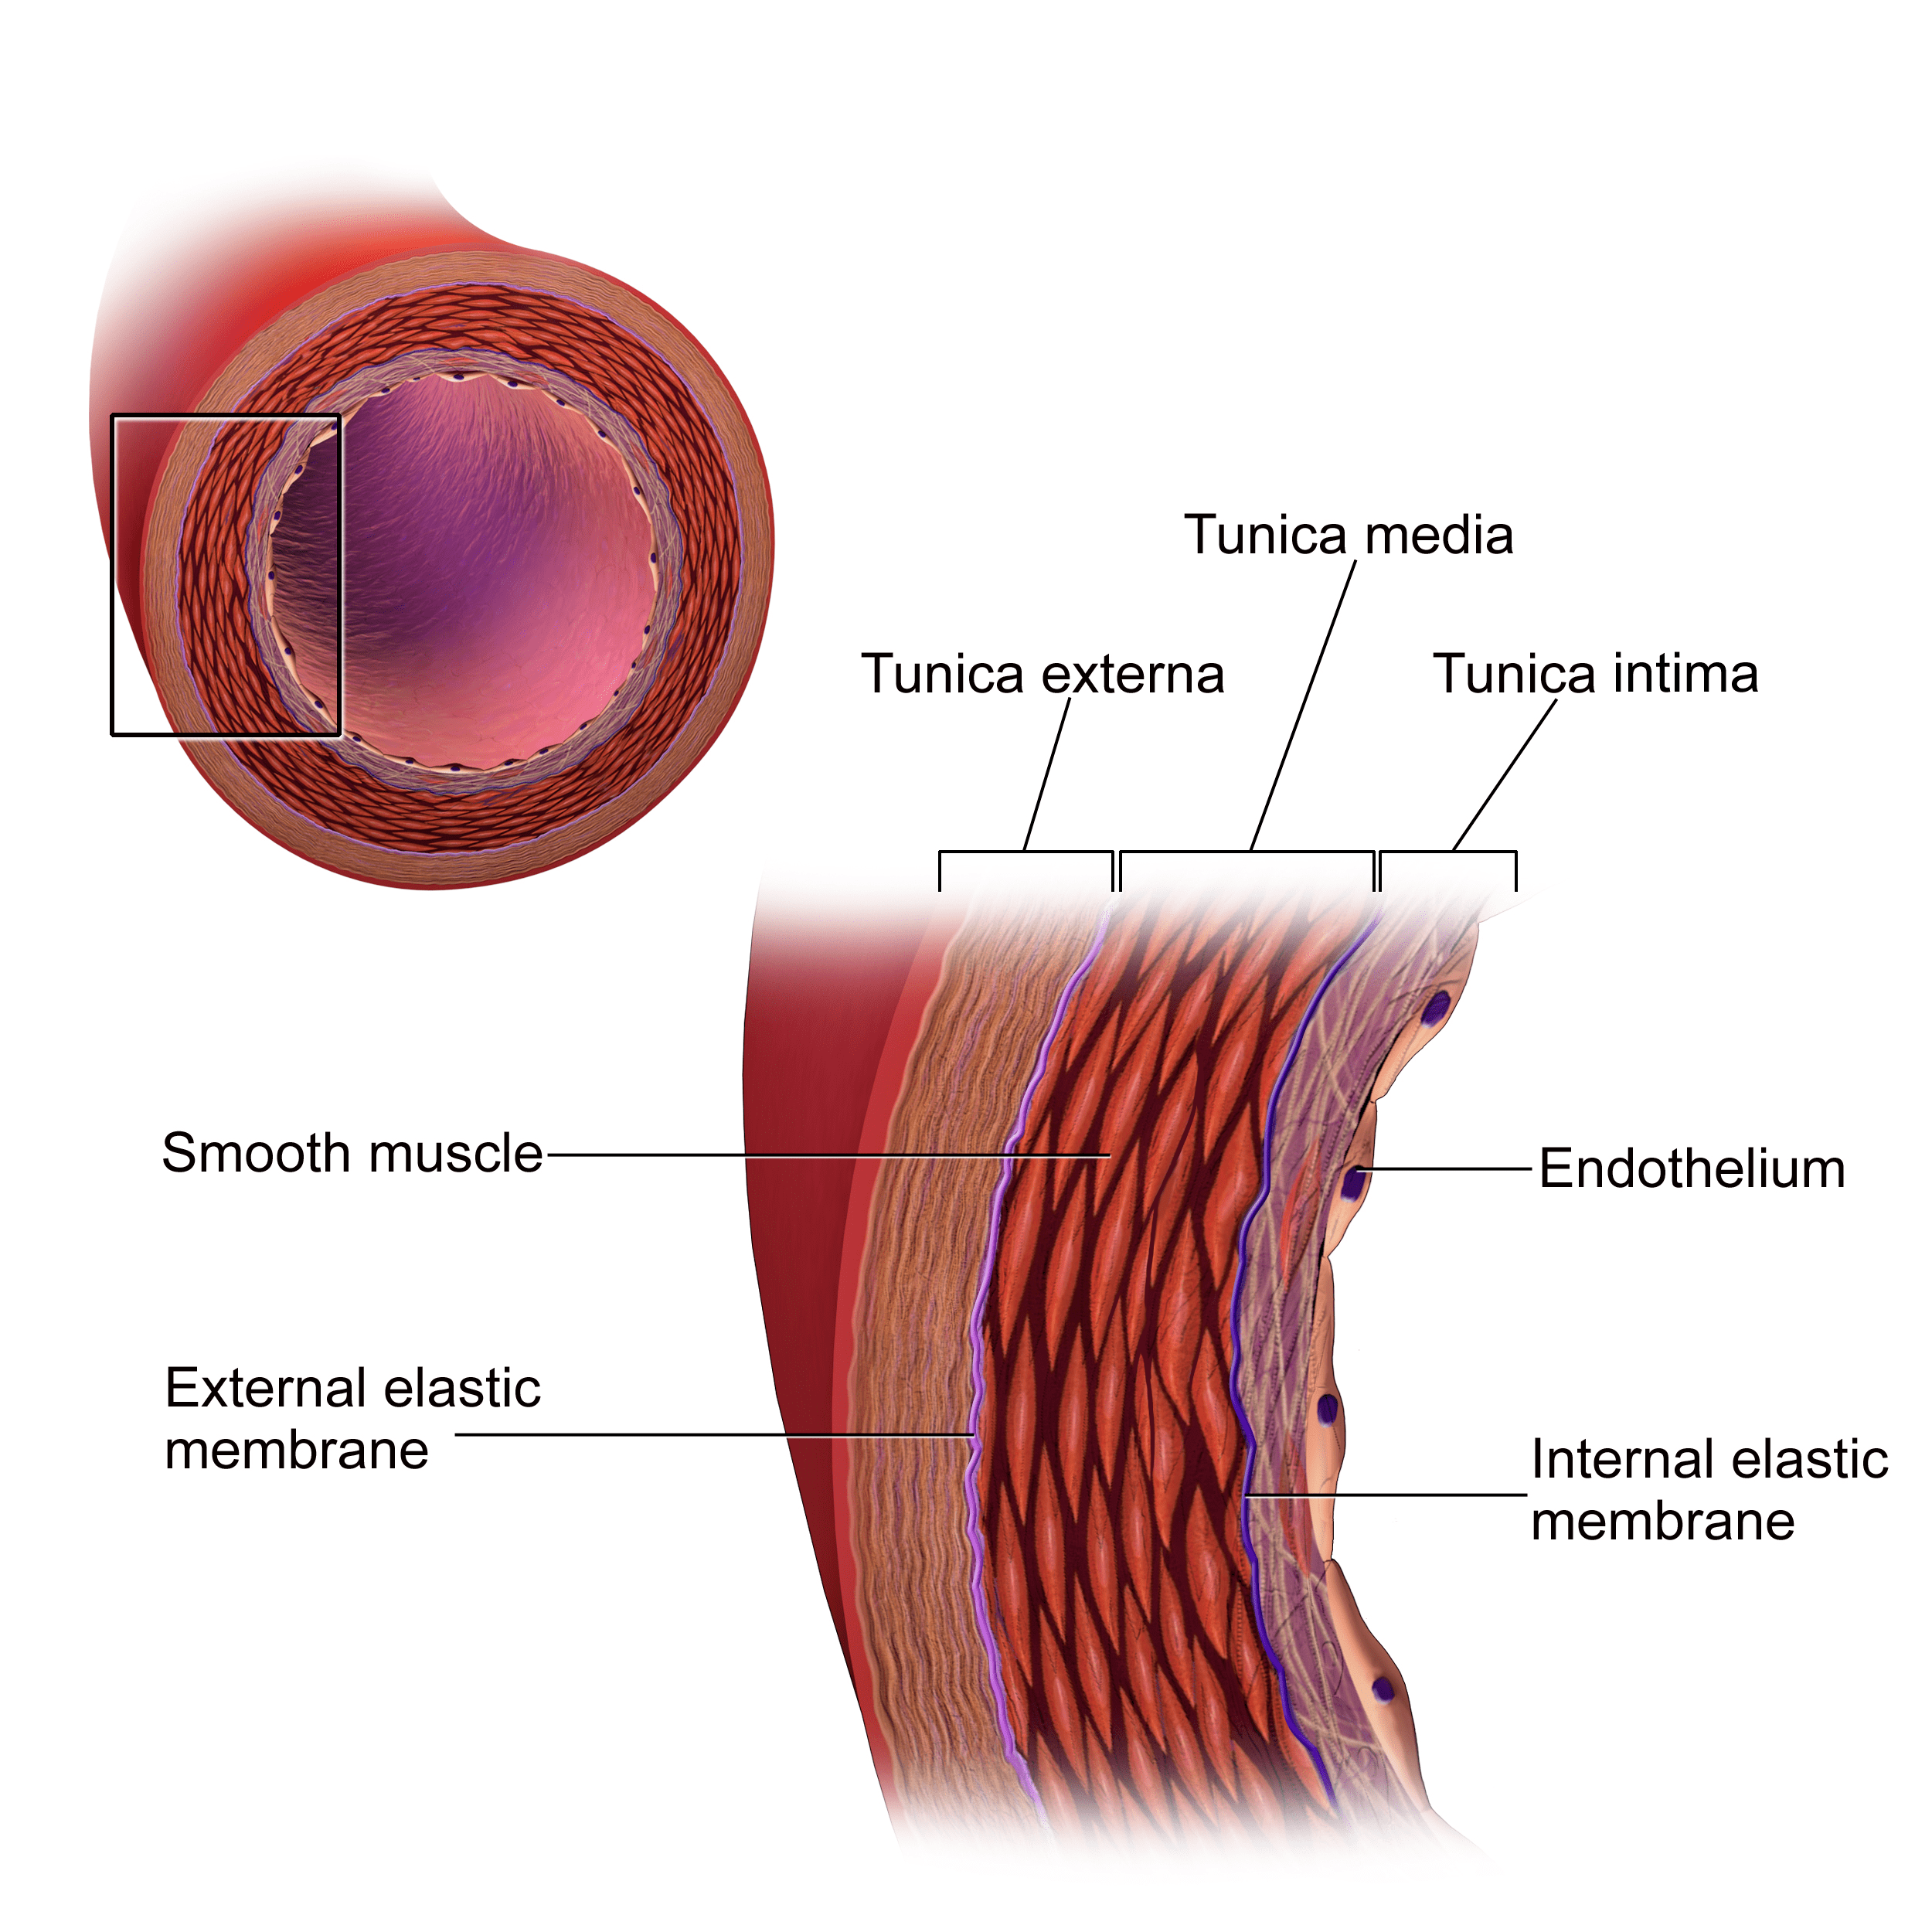 Tunica media
Tunica externa
Tunica intima
Smooth muscle
Endothelium
External elastic
membrane
Internal elastic
membrane